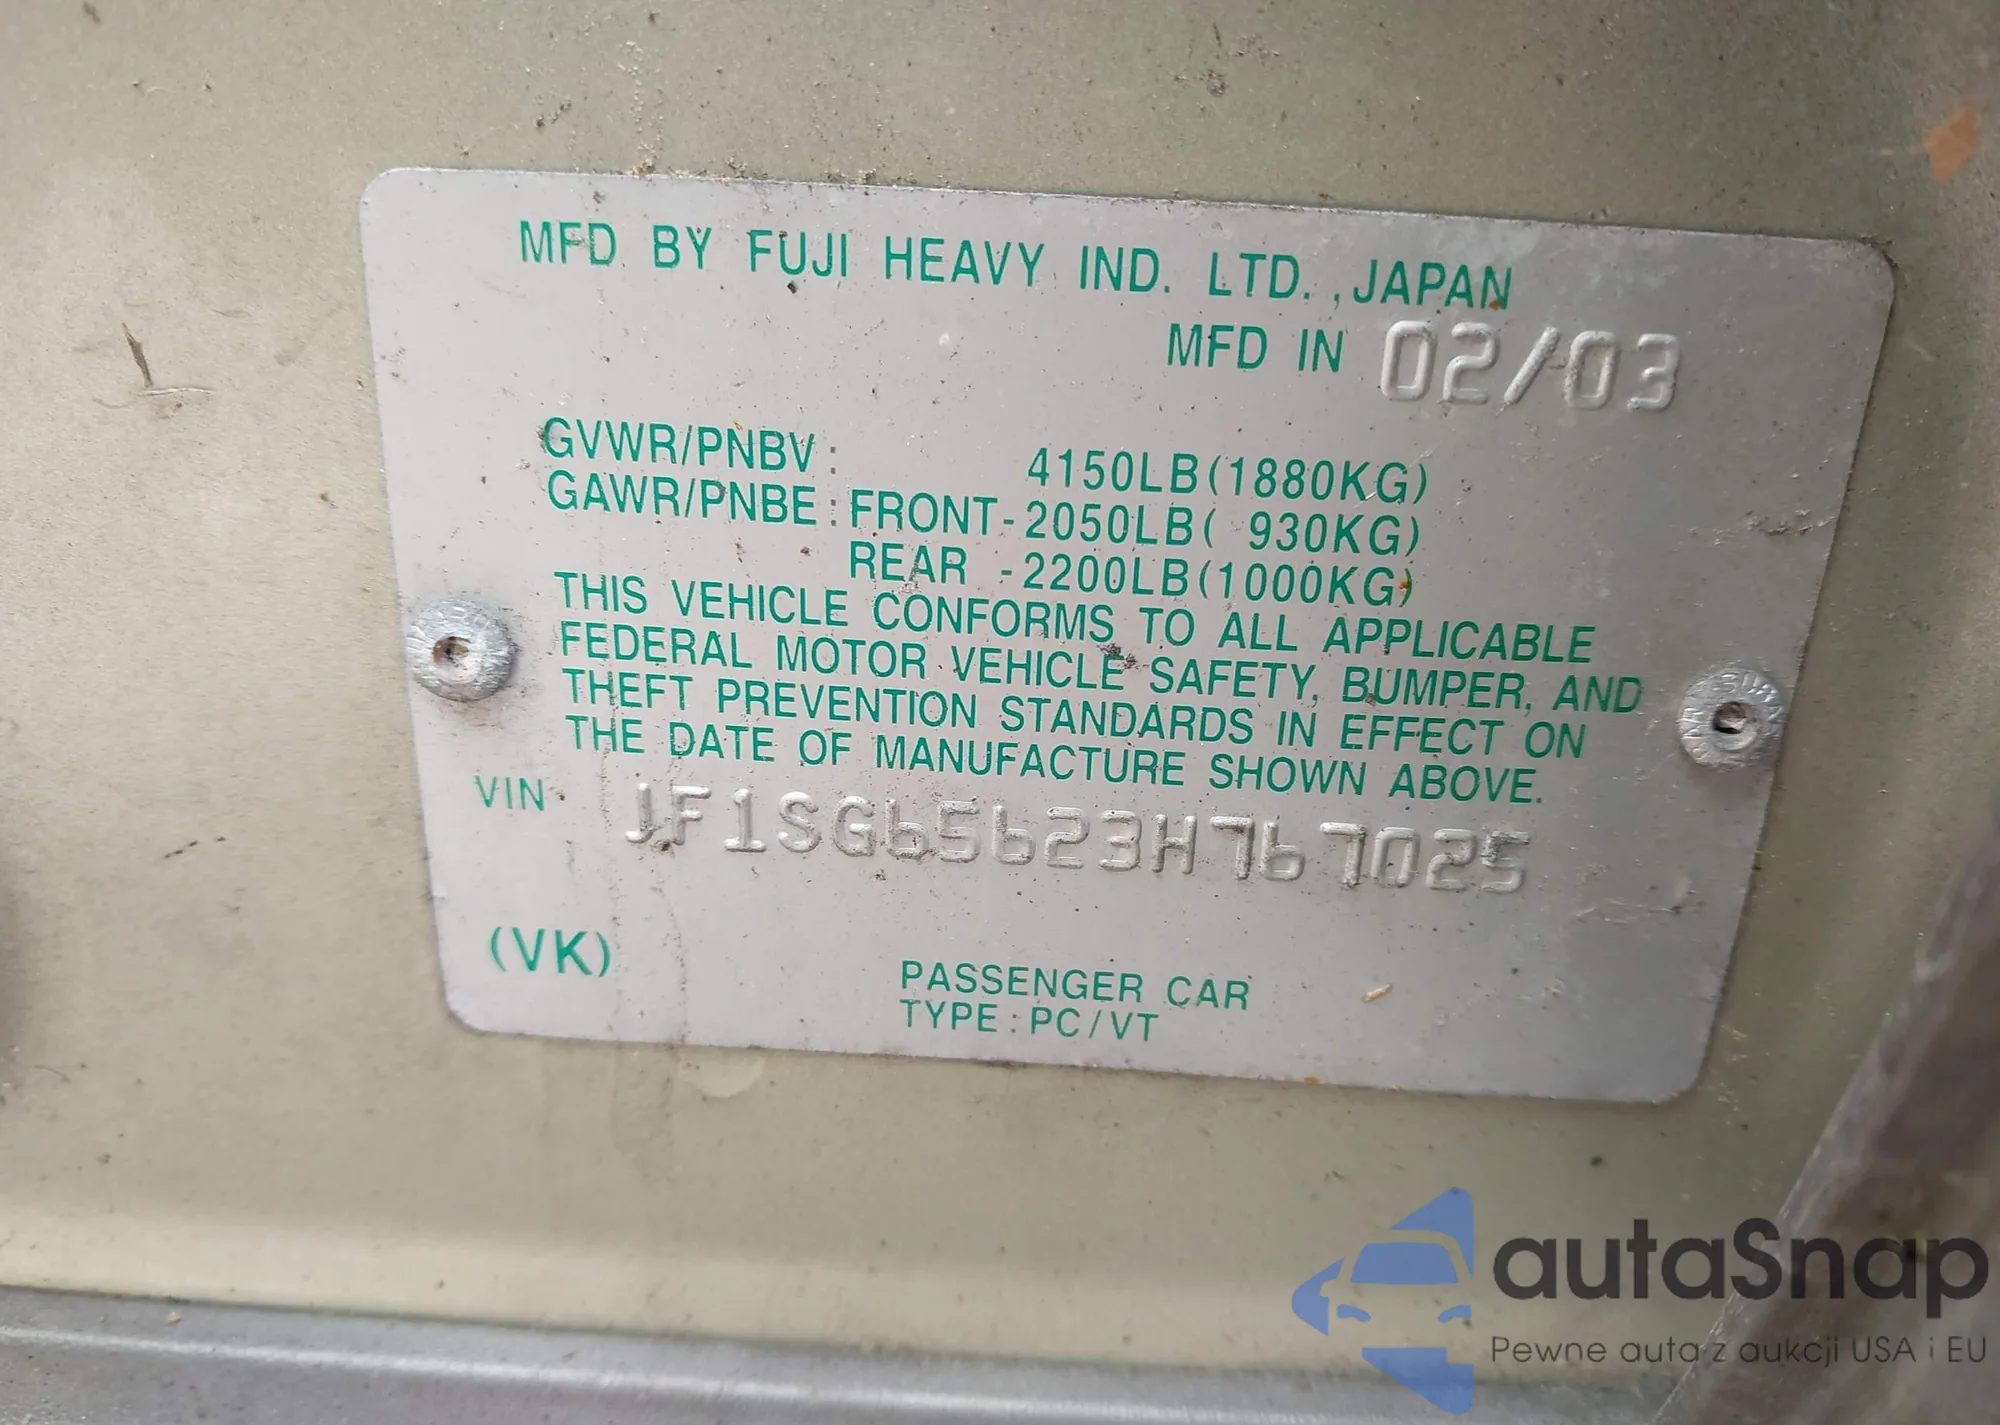 MFD BY FUJI HEAVY IND. LTD., JAPAN
MFD IN 02/03
GVWR/PNBV: 4150LB(1880KG)
GAWR/PNBE: FRONT-2050LB( 930KG)
REAR -2200LB(1000KG)
THIS VEHICLE CONFORMS TO ALL APPLICABLE
FEDERAL MOTOR VEHICLE SAFETY, BUMPER, AND
THEFT PREVENTION STANDARDS IN EFFECT ON
THE DATE OF MANUFACTURE SHOWN ABOVE.
VIN JF1SG65623H767025
(VK)
PASSENGER CAR
TYPE: PC/VT
autaSnap
Pewne auta z aukcji USA i EU